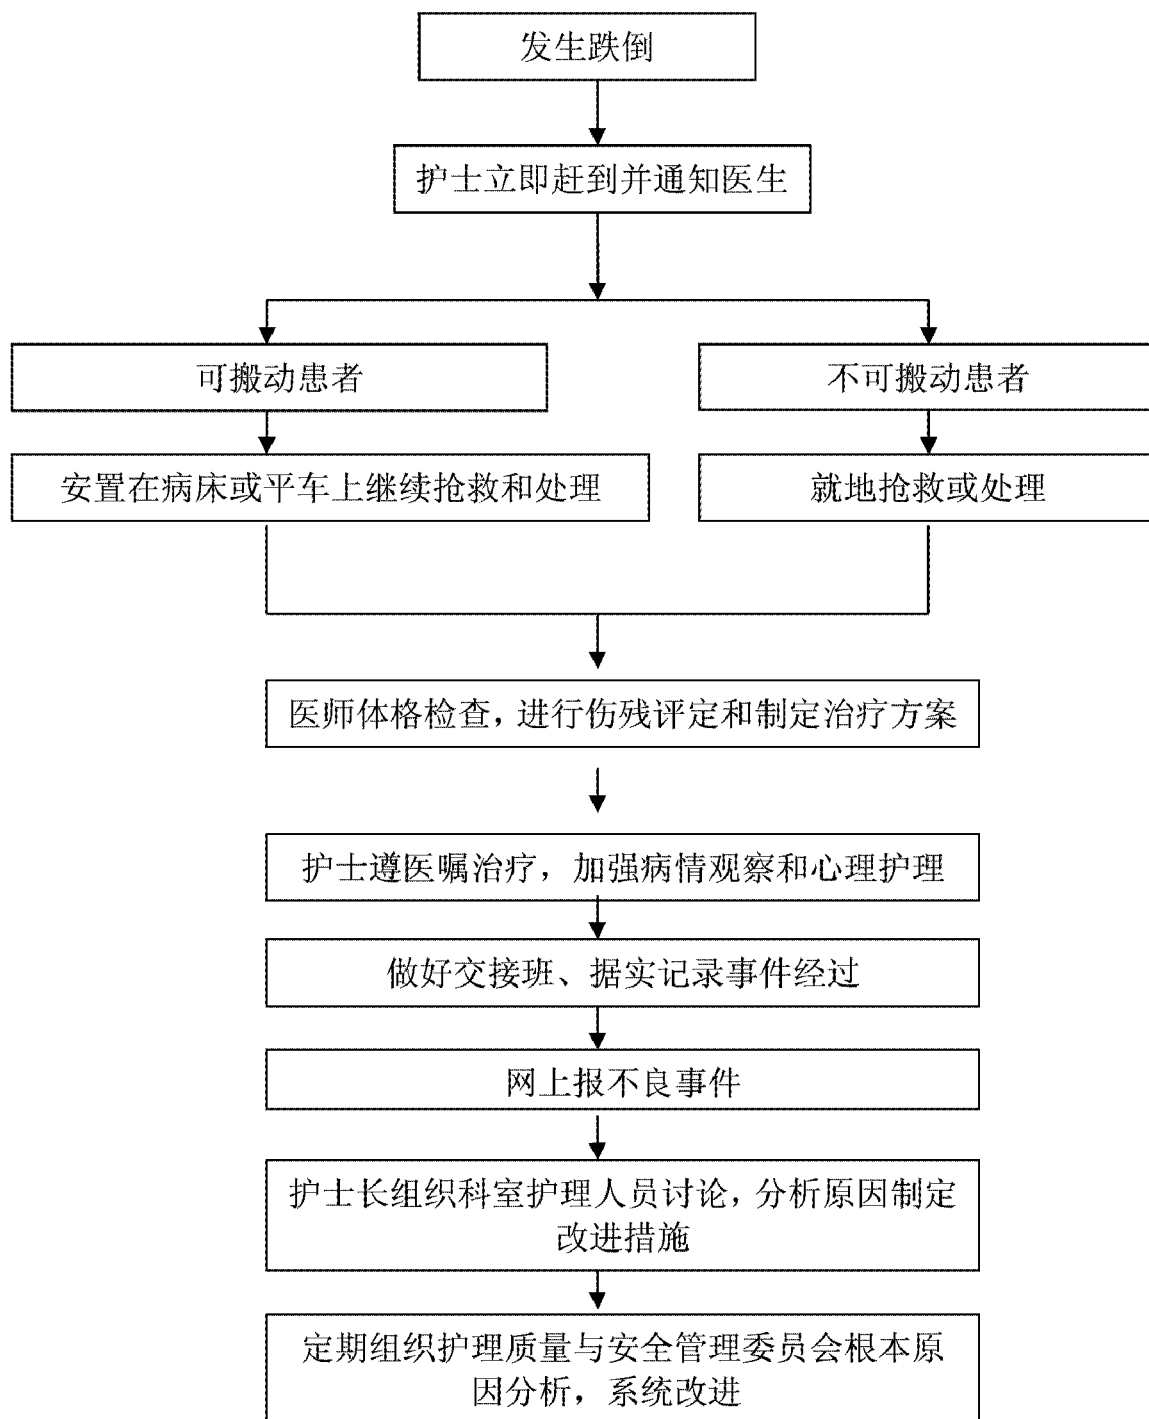 发生跌倒
护士立即赶到并通知医生
可搬动患者
不可搬动患者
安置在病床或平车上继续抢救和处理
就地抢救或处理
医师体格检查，进行伤残评定和制定治疗方案
护士遵医嘱治疗，加强病情观察和心理护理
做好交接班、据实记录事件经过
网上报不良事件
护士长组织科室护理人员讨论，分析原因制定
改进措施
定期组织护理质量与安全管理委员会根本原
因分析，系统改进